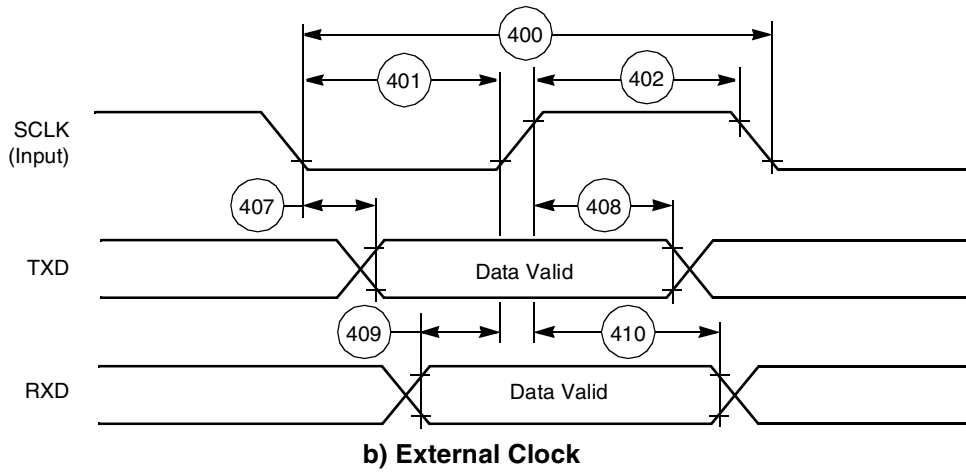 400
401
402
SCLK
(Input)
407
408
TXD
Data Valid
409
410
RXD
Data Valid
b) External Clock